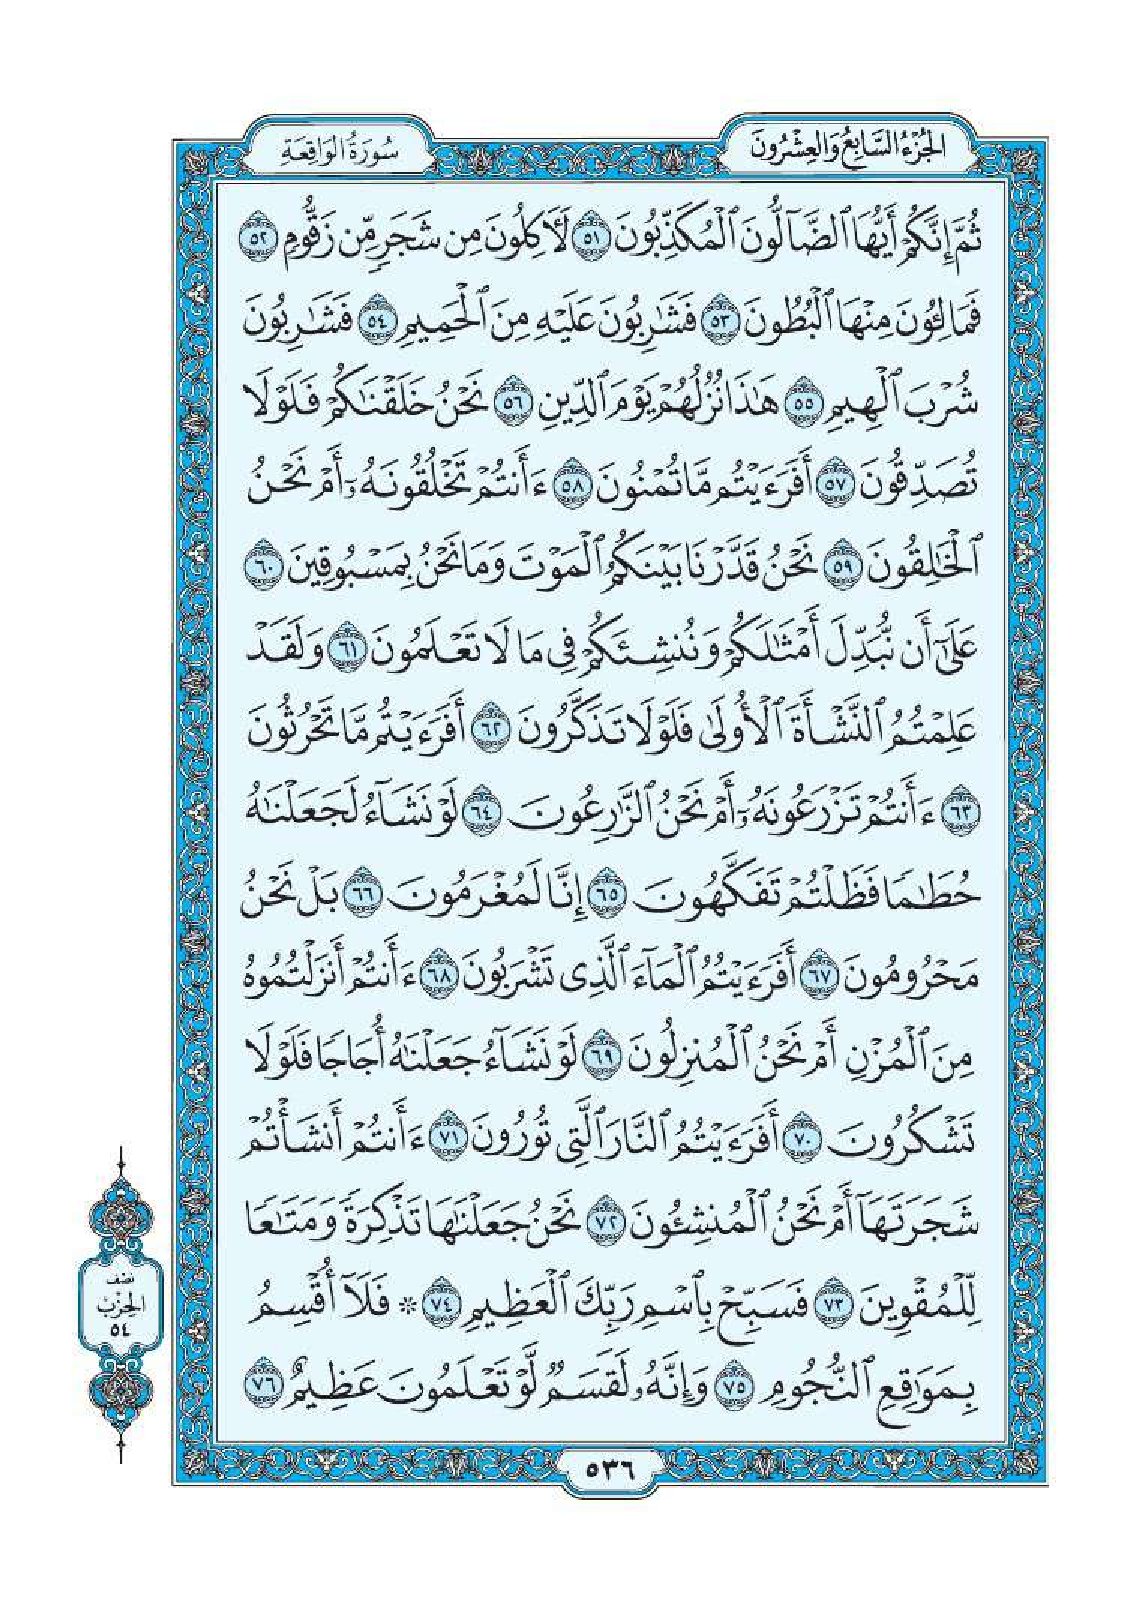 الجُزْءُ السَّابِعُ وَالعِشْرُونَ
سُورَةُ الوَاقِعَةِ
ثُمَّ إِنَّكُمْ أَيُّهَا ٱلضَّآلُّونَ ٱلْمُكَذِّبُونَ ٥١ لَأٓكِلُونَ مِن شَجَرٍ مِّن زَقُّومٍ ٥٢
فَمَالِـُٔونَ مِنْهَا ٱلْبُطُونَ ٥٣ فَشَٰرِبُونَ عَلَيْهِ مِنَ ٱلْحَمِيمِ ٥٤ فَشَٰرِبُونَ
شُرْبَ ٱلْهِيمِ ٥٥ هَٰذَا نُزُلُهُمْ يَوْمَ ٱلدِّينِ ٥٦ نَحْنُ خَلَقْنَٰكُمْ فَلَوْلَا
تُصَدِّقُونَ ٥٧ أَفَرَءَيْتُم مَّا تُمْنُونَ ٥٨ ءَأَنتُمْ تَخْلُقُونَهُۥٓ أَمْ نَحْنُ
ٱلْخَٰلِقُونَ ٥٩ نَحْنُ قَدَّرْنَا بَيْنَكُمُ ٱلْمَوْتَ وَمَا نَحْنُ بِمَسْبُوقِينَ ٦٠
عَلَىٰٓ أَن نُّبَدِّلَ أَمْثَٰلَكُمْ وَنُنشِئَكُمْ فِى مَا لَا تَعْلَمُونَ ٦١ وَلَقَدْ
عَلِمْتُمُ ٱلنَّشْأَةَ ٱلْأُولَىٰ فَلَوْلَا تَذَكَّرُونَ ٦٢ أَفَرَءَيْتُم مَّا تَحْرُثُونَ
٦٣ ءَأَنتُمْ تَزْرَعُونَهُۥٓ أَمْ نَحْنُ ٱلزَّٰرِعُونَ ٦٤ لَوْ نَشَآءُ لَجَعَلْنَٰهُ
حُطَٰمًا فَظَلْتُمْ تَفَكَّهُونَ ٦٥ إِنَّا لَمُغْرَمُونَ ٦٦ بَلْ نَحْنُ
مَحْرُومُونَ ٦٧ أَفَرَءَيْتُمُ ٱلْمَآءَ ٱلَّذِى تَشْرَبُونَ ٦٨ ءَأَنتُمْ أَنزَلْتُمُوهُ
مِنَ ٱلْمُزْنِ أَمْ نَحْنُ ٱلْمُنزِلُونَ ٦٩ لَوْ نَشَآءُ جَعَلْنَٰهُ أُجَاجًا فَلَوْلَا
تَشْكُرُونَ ٧٠ أَفَرَءَيْتُمُ ٱلنَّارَ ٱلَّتِى تُورُونَ ٧١ ءَأَنتُمْ أَنشَأْتُمْ
شَجَرَتَهَآ أَمْ نَحْنُ ٱلْمُنشِـُٔونَ ٧٢ نَحْنُ جَعَلْنَٰهَا تَذْكِرَةً وَمَتَٰعًا
لِّلْمُقْوِينَ ٧٣ فَسَبِّحْ بِٱسْمِ رَبِّكَ ٱلْعَظِيمِ ٧٤ ۞ فَلَآ أُقْسِمُ
بِمَوَٰقِعِ ٱلنُّجُومِ ٧٥ وَإِنَّهُۥ لَقَسَمٌ لَّوْ تَعْلَمُونَ عَظِيمٌ ٧٦
نصف
الحزب
٥٤
٥٣٦